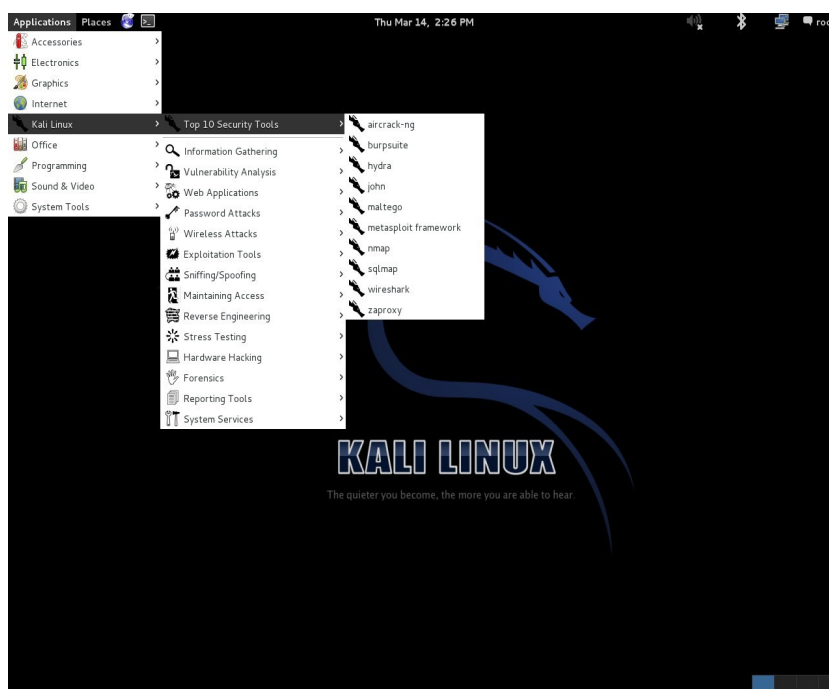 Applications Places Thu Mar 14, 2:26 PM roo
Accessories
Electronics
Graphics
Internet
Kali Linux
Office
Programming
Sound & Video
System Tools
Top 10 Security Tools
Information Gathering
Vulnerability Analysis
Web Applications
Password Attacks
Wireless Attacks
Exploitation Tools
Sniffing/Spoofing
Maintaining Access
Reverse Engineering
Stress Testing
Hardware Hacking
Forensics
Reporting Tools
System Services
aircrack-ng
burpsuite
hydra
john
maltego
metasploit framework
nmap
sqlmap
wireshark
zaproxy
KALI LINUX
The quieter you become, the more you are able to hear.